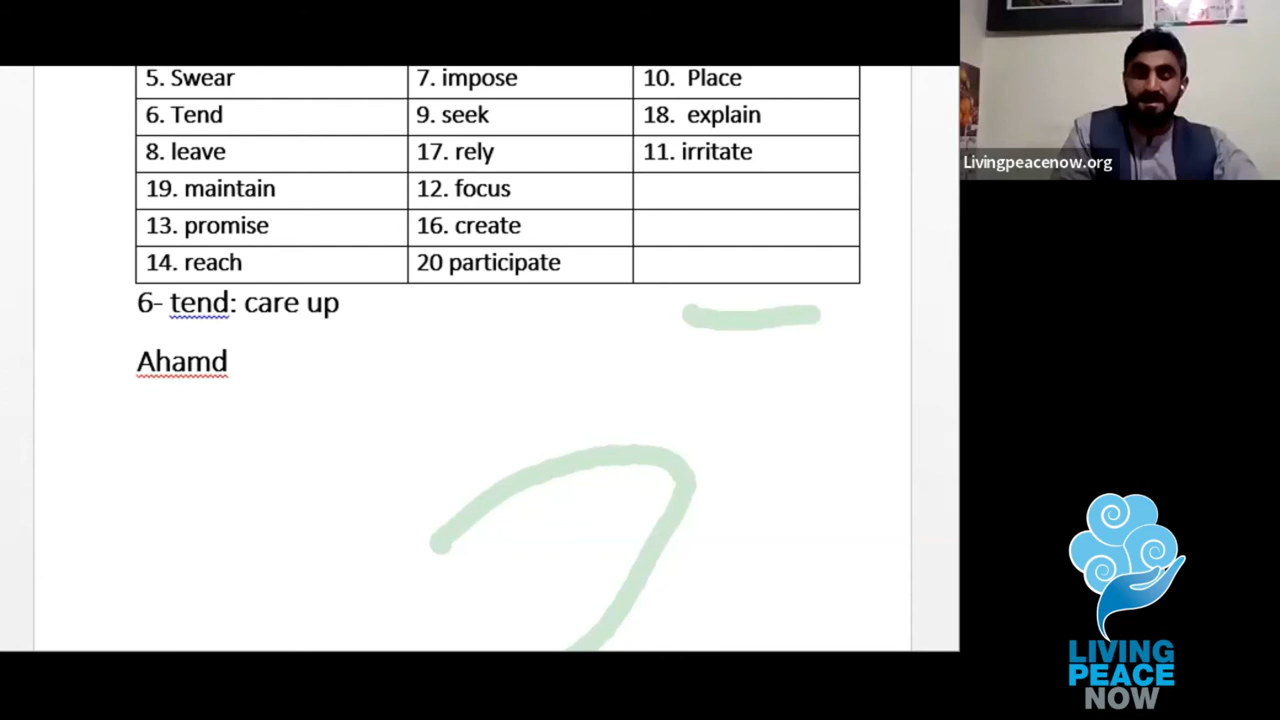 5. Swear 7. impose 10. Place
6. Tend 9. seek 18. explain
8. leave 17. rely 11. irritate
19. maintain 12. focus
13. promise 16. create
14. reach 20 participate
6- tend: care up
Ahamd
Livingpeacenow.org
LIVING
PEACE
NOW